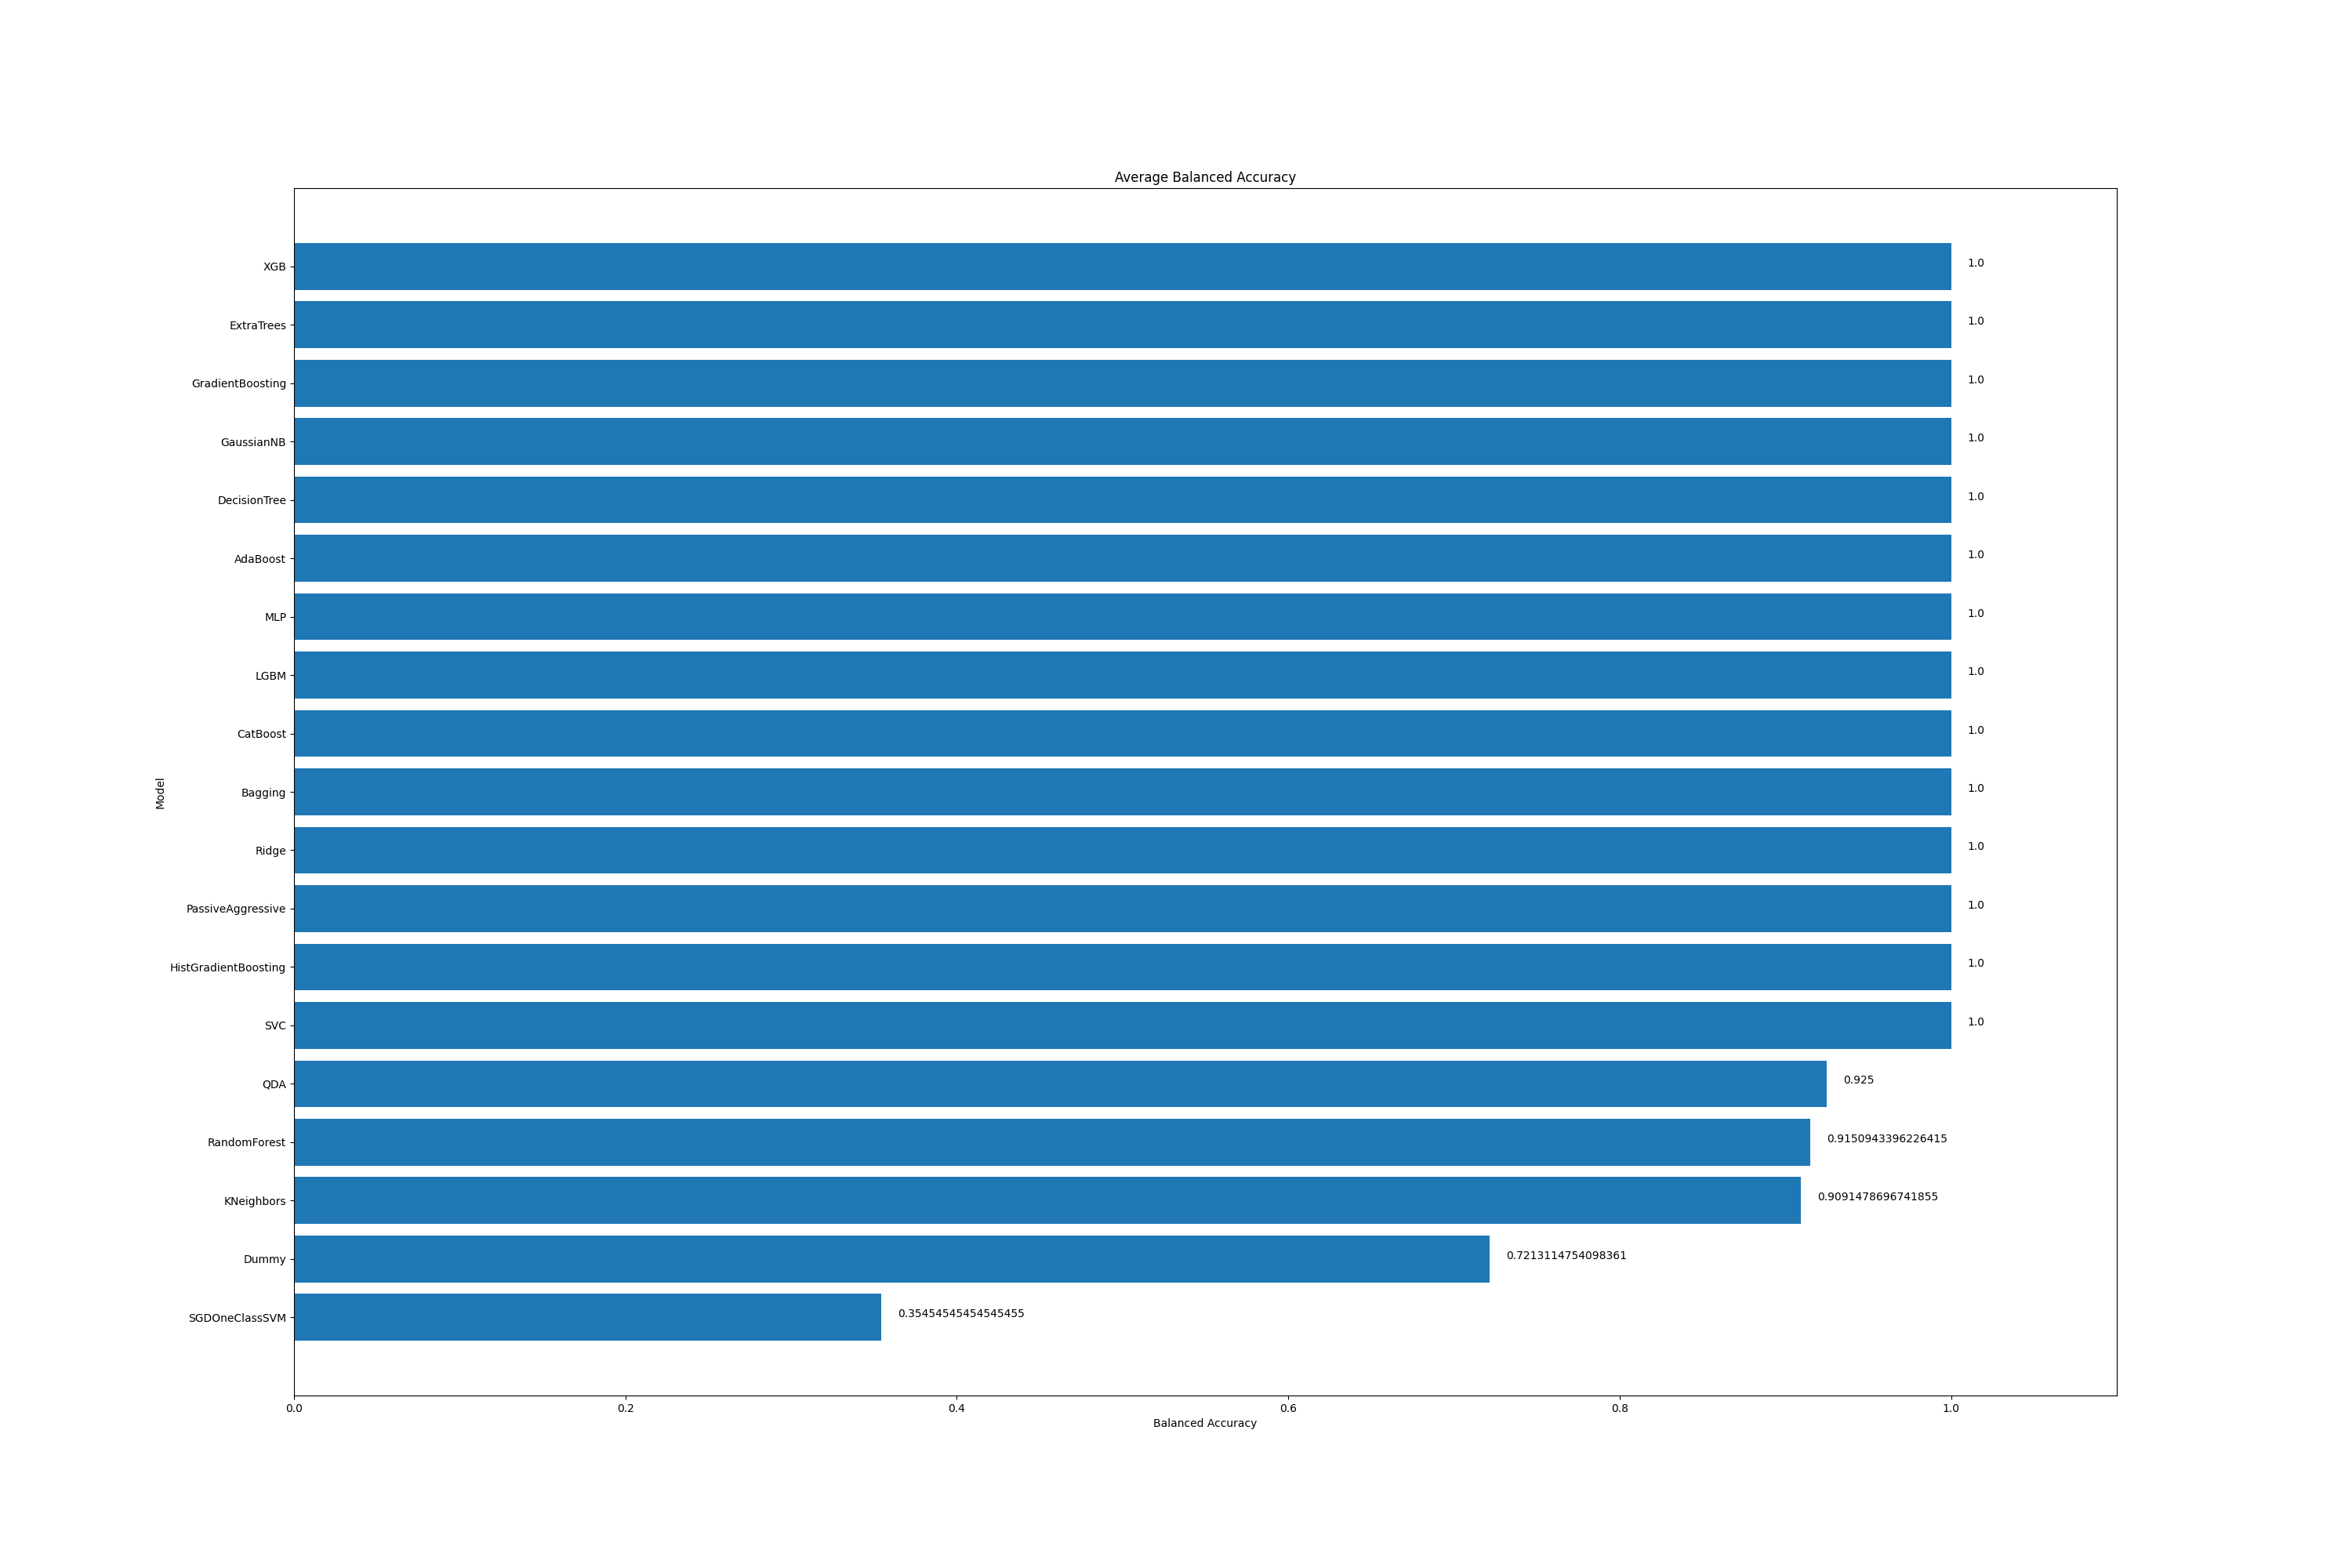 Average Balanced Accuracy
XGB 1.0
ExtraTrees 1.0
GradientBoosting 1.0
GaussianNB 1.0
DecisionTree 1.0
AdaBoost 1.0
MLP 1.0
LGBM 1.0
CatBoost 1.0
Bagging 1.0
Model
Ridge 1.0
PassiveAggressive 1.0
HistGradientBoosting 1.0
SVC 1.0
QDA 0.925
RandomForest 0.9150943396226415
KNeighbors 0.9091478696741855
Dummy 0.7213114754098361
SGDOneClassSVM 0.35454545454545455
0.0 0.2 0.4 0.6 0.8 1.0
Balanced Accuracy